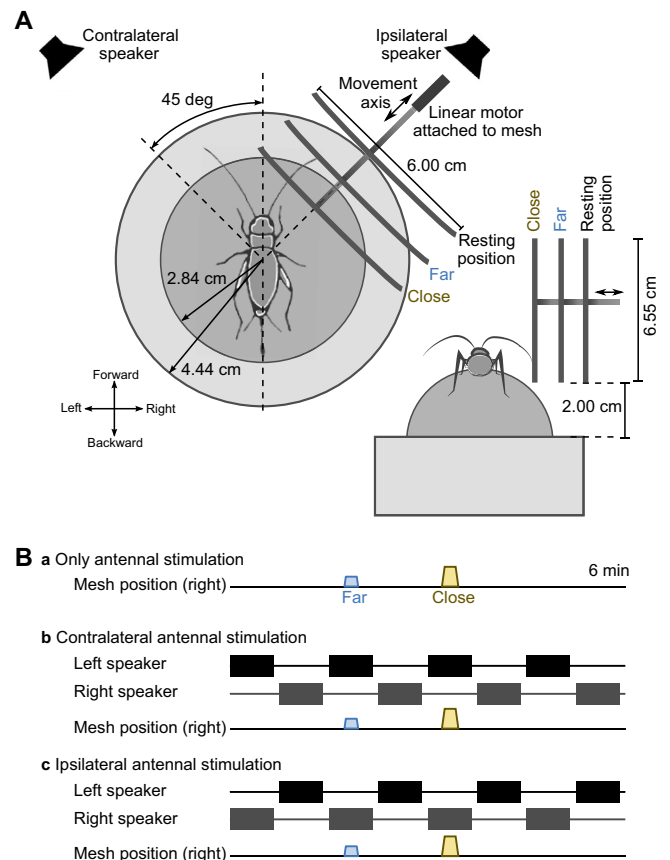 A
Contralateral
speaker
Ipsilateral
speaker
45 deg
Movement
axis
Linear motor
attached to mesh
6.00 cm
Resting
position
Far
Close
2.84 cm
4.44 cm
Forward
Left
Right
Backward
Close
Far
Resting
position
6.55 cm
2.00 cm
B
a Only antennal stimulation
Mesh position (right)
6 min
Far
Close
b Contralateral antennal stimulation
Left speaker
Right speaker
Mesh position (right)
c Ipsilateral antennal stimulation
Left speaker
Right speaker
Mesh position (right)